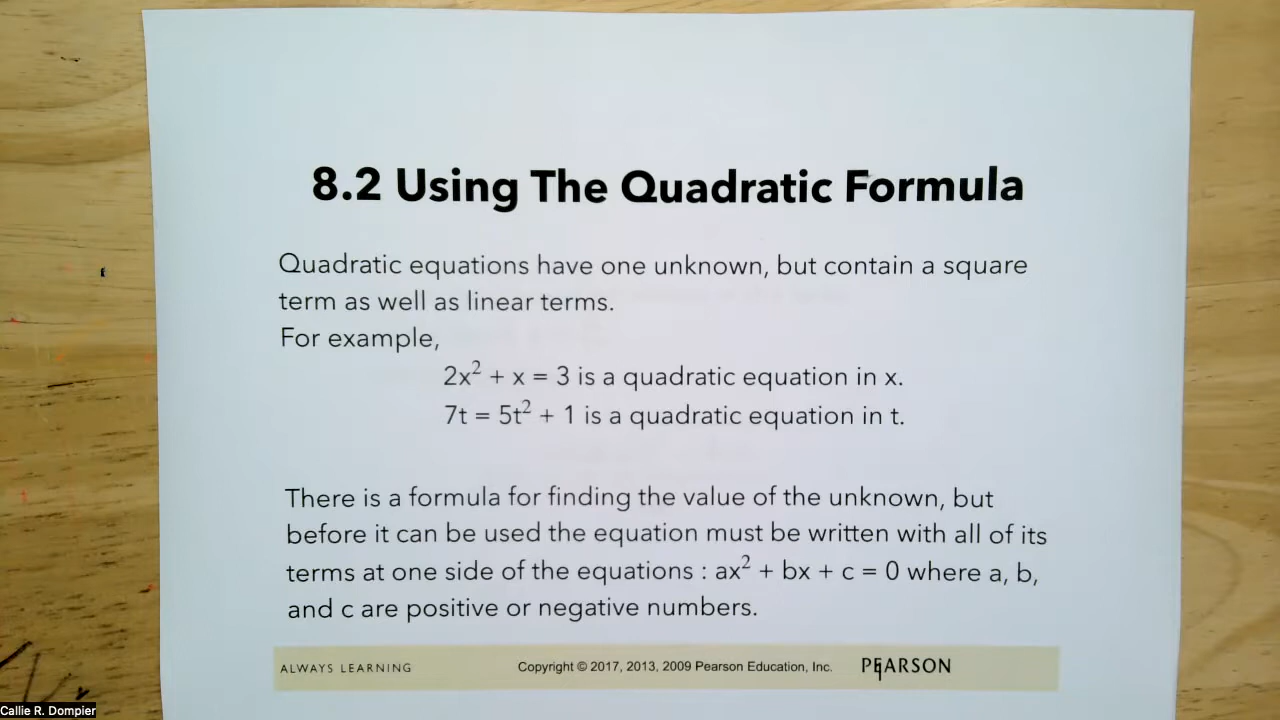 8.2 Using The Quadratic Formula
Quadratic equations have one unknown, but contain a square
term as well as linear terms.
For example,
2x² + x = 3 is a quadratic equation in x.
7t = 5t² + 1 is a quadratic equation in t.
There is a formula for finding the value of the unknown, but
before it can be used the equation must be written with all of its
terms at one side of the equations : ax² + bx + c = 0 where a, b,
and c are positive or negative numbers.
ALWAYS LEARNING Copyright © 2017, 2013, 2009 Pearson Education, Inc. PEARSON
Callie R. Dompier